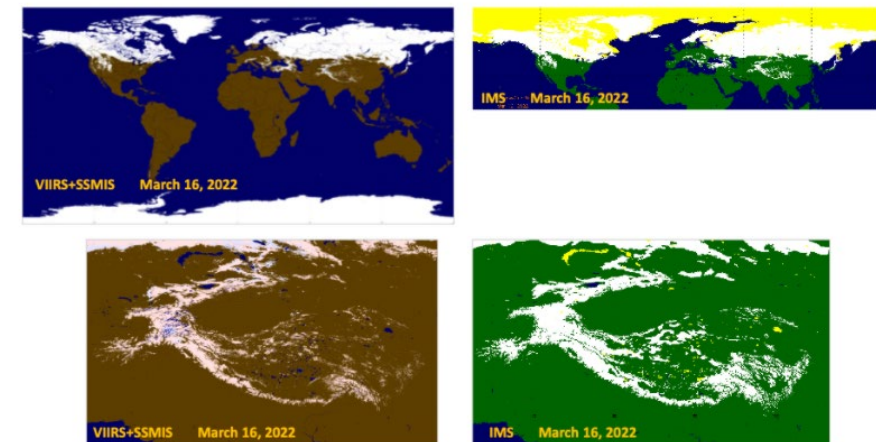 VIIRS+SSMIS March 16, 2022
IMS March 16, 2022
VIIRS+SSMIS March 16, 2022
IMS March 16, 2022